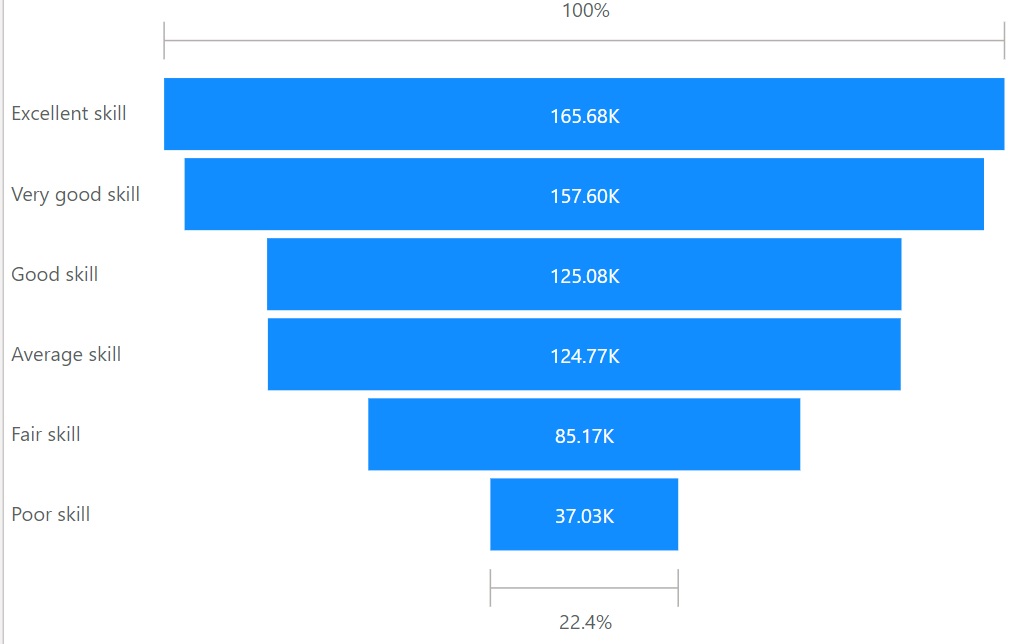 100%
Excellent skill
165.68K
Very good skill
157.60K
Good skill
125.08K
Average skill
124.77K
Fair skill
85.17K
Poor skill
37.03K
22.4%